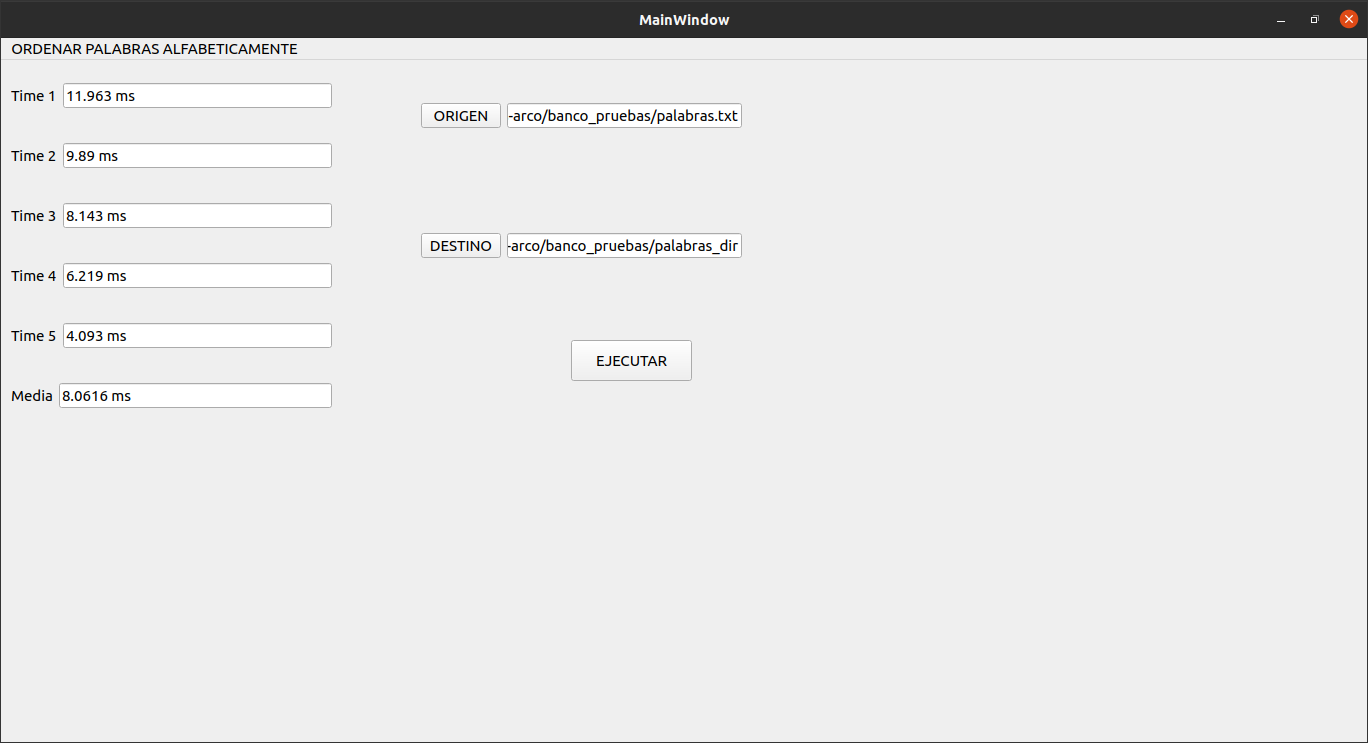 MainWindow
ORDENAR PALABRAS ALFABETICAMENTE
Time 1 11.963 ms
Time 2 9.89 ms
Time 3 8.143 ms
Time 4 6.219 ms
Time 5 4.093 ms
Media 8.0616 ms
ORIGEN -arco/banco_pruebas/palabras.txt
DESTINO -arco/banco_pruebas/palabras_dir
EJECUTAR